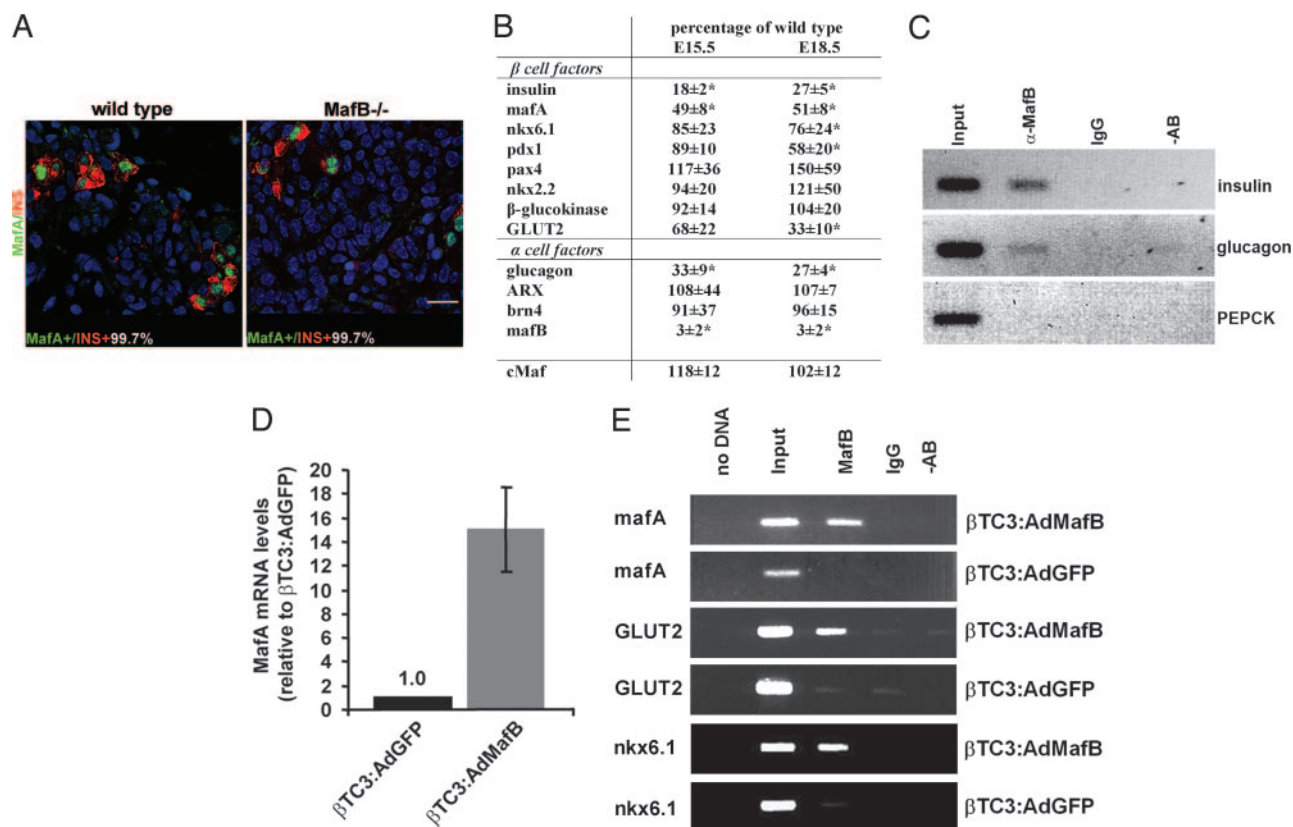 A
wild type
MafB-/-
MafA/INS
MafA+/INS+99.7%
MafA+/INS+99.7%
B
percentage of wild type
E15.5 E18.5
β cell factors
insulin 18±2* 27±5*
mafA 49±8* 51±8*
nkx6.1 85±23 76±24*
pdx1 89±10 58±20*
pax4 117±36 150±59
nkx2.2 94±20 121±50
β-glucokinase 92±14 104±20
GLUT2 68±22 33±10*
α cell factors
glucagon 33±9* 27±4*
ARX 108±44 107±7
brn4 91±37 96±15
mafB 3±2* 3±2*
cMaf 118±12 102±12
C
Input α-MafB IgG -AB
insulin
glucagon
PEPCK
D
MafA mRNA levels
(relative to βTC3:AdGFP)
20
18
16
14
12
10
8
6
4
2
0
1.0
βTC3:AdGFP
βTC3:AdMafB
E
no DNA Input MafB IgG -AB
mafA βTC3:AdMafB
mafA βTC3:AdGFP
GLUT2 βTC3:AdMafB
GLUT2 βTC3:AdGFP
nkx6.1 βTC3:AdMafB
nkx6.1 βTC3:AdGFP